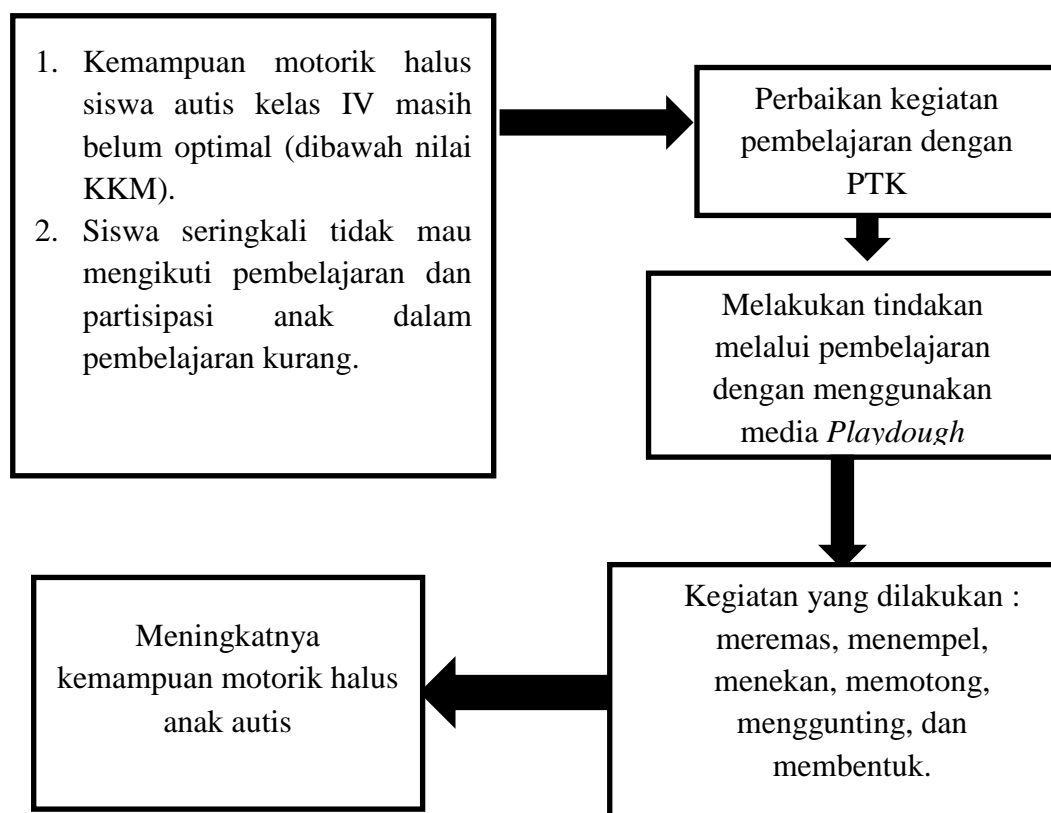 1. Kemampuan motorik halus
siswa autis kelas IV masih
belum optimal (dibawah nilai
KKM).
2. Siswa seringkali tidak mau
mengikuti pembelajaran dan
partisipasi anak dalam
pembelajaran kurang.
Perbaikan kegiatan
pembelajaran dengan
PTK
Melakukan tindakan
melalui pembelajaran
dengan menggunakan
media Playdough
Kegiatan yang dilakukan :
meremas, menempel,
menekan, memotong,
menggunting, dan
membentuk.
Meningkatnya
kemampuan motorik halus
anak autis